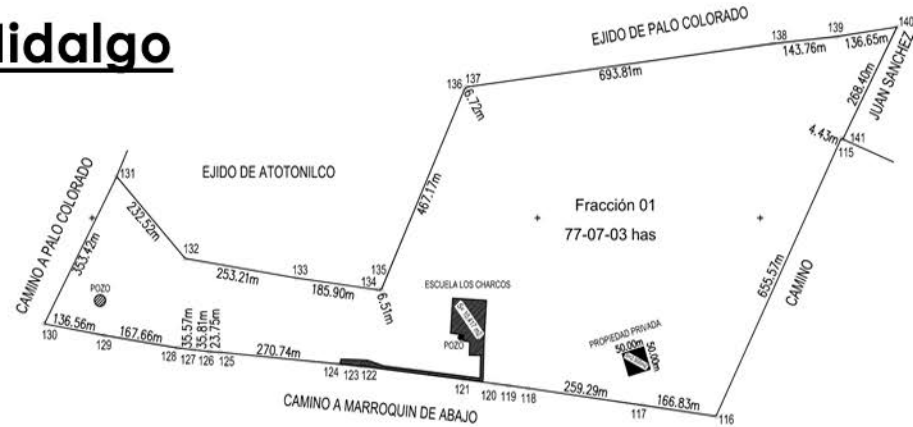 Hidalgo
EJIDO DE PALO COLORADO
138
139
140
143.76m
136.65m
136
137
693.81m
6.72m
268.40m
JUAN SANCHEZ
4.43m
141
115
EJIDO DE ATOTONILCO
131
CAMINO A PALO COLORADO
232.52m
353.42m
467.17m
Fracción 01
77-07-03 has
132
253.21m
133
185.90m
134
135
6.51m
655.57m
CAMINO
ESCUELA LOS CHARCOS
POZO
POZO
PROPIEDAD PRIVADA
50.00m
50.00m
130
136.56m
129
167.66m
128
127
126
125
35.57m
35.81m
23.75m
270.74m
124
123
122
121
120
119
118
259.29m
117
166.83m
116
CAMINO A MARROQUIN DE ABAJO